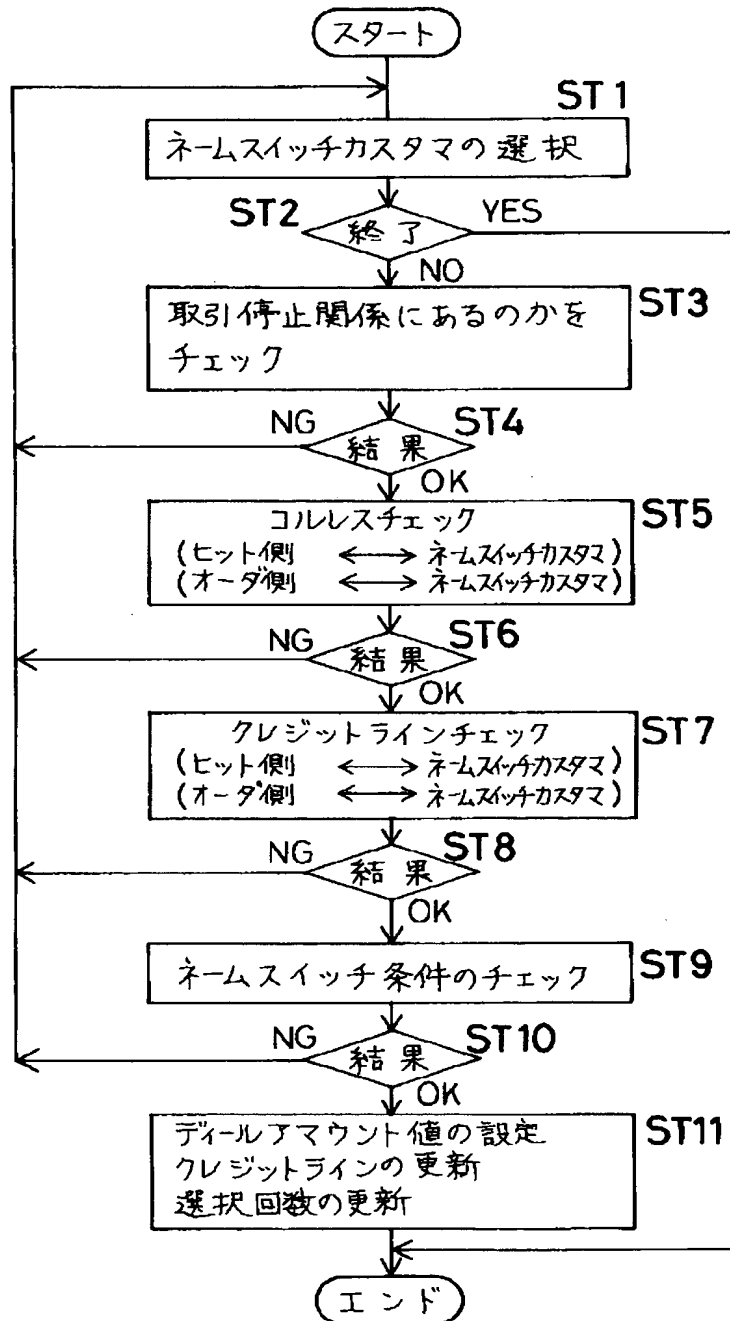 スタート
ST1
ネームスイッチカスタマの選択
ST2
終了
YES
NO
取引停止関係にあるのかを
チェック
ST3
NG
結果
ST4
OK
コルレスチェック
(ヒット側 ←→ ネームスイッチカスタマ)
(オーダ側 ←→ ネームスイッチカスタマ)
ST5
NG
結果
ST6
OK
クレジットラインチェック
(ヒット側 ←→ ネームスイッチカスタマ)
(オーダ側 ←→ ネームスイッチカスタマ)
ST7
NG
結果
ST8
OK
ネームスイッチ条件のチェック
ST9
NG
結果
ST10
OK
ディールアマウント値の設定
クレジットラインの更新
選択回数の更新
ST11
エンド